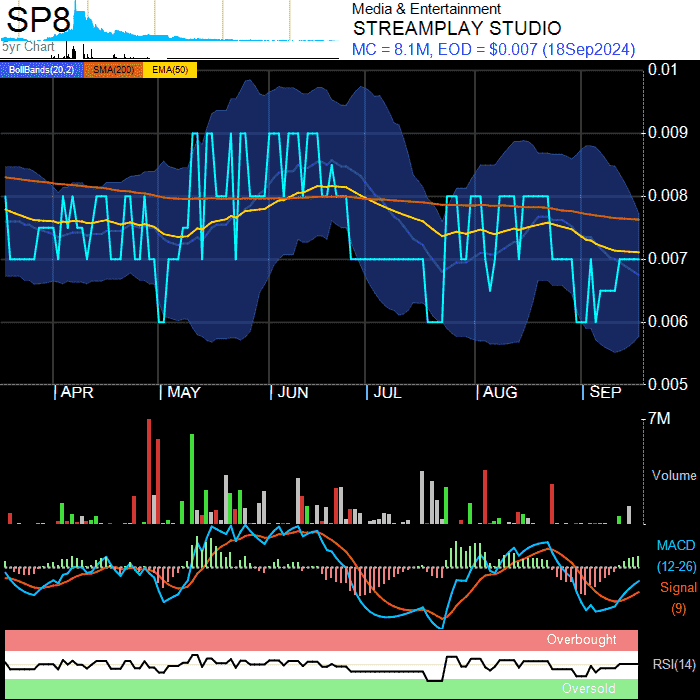 SP8
5yr Chart
Media & Entertainment
STREAMPLAY STUDIO
MC = 8.1M, EOD = $0.007 (18Sep2024)
BollBands(20,2) SMA(200) EMA(50)
0.01
0.009
0.008
0.007
0.006
0.005
APR MAY JUN JUL AUG SEP
7M
Volume
MACD
(12-26)
Signal
(9)
Overbought
RSI(14)
Oversold